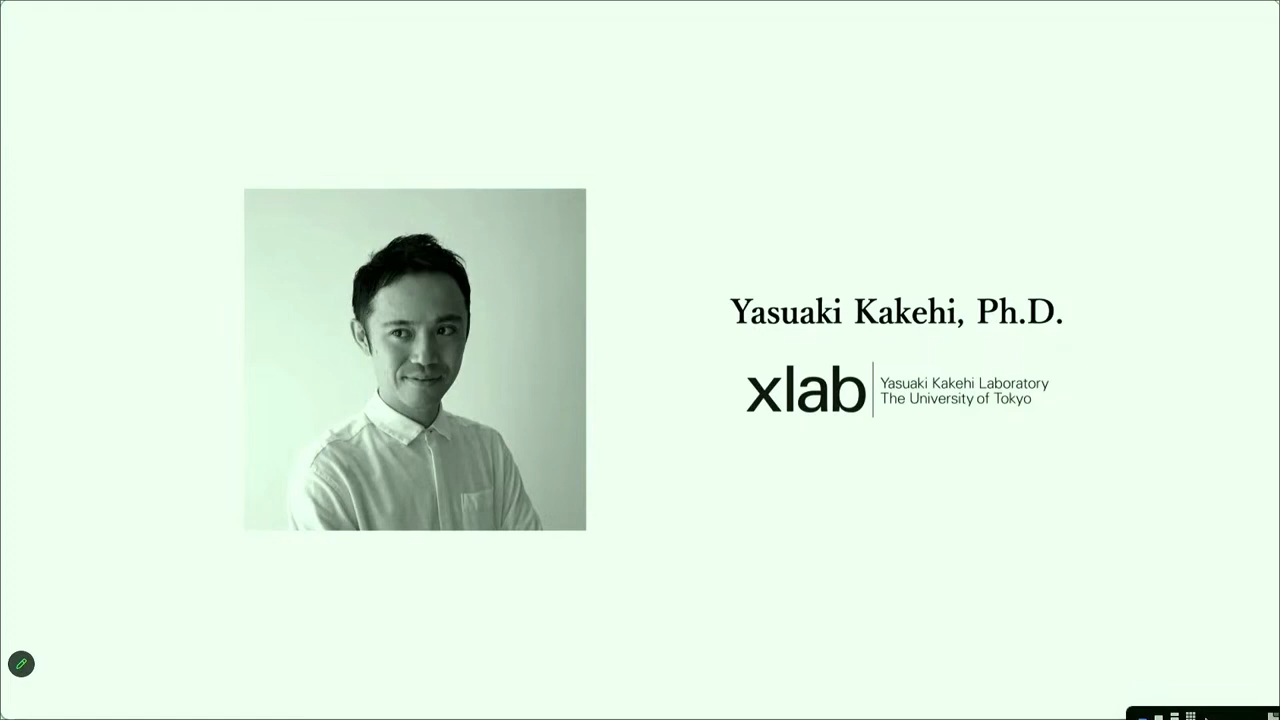 Yasuaki Kakehi, Ph.D.
xlab
Yasuaki Kakehi Laboratory
The University of Tokyo